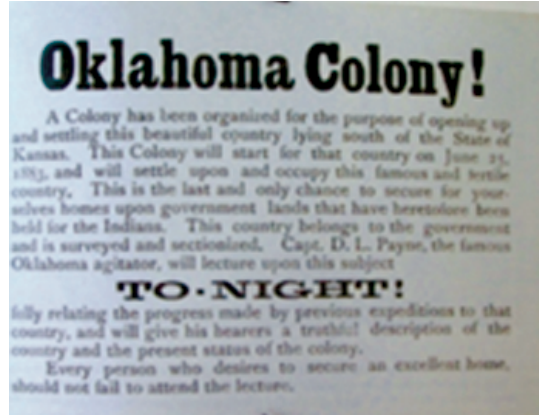 Oklahoma Colony!
A Colony has been organized for the purpose of opening up
and settling this beautiful country lying south of the State of
Kansas. This Colony will start for that country on June
and will settle upon and occupy this famous and fertile
country. This is the last and only chance to secure for your-
selves homes upon government lands that have heretofore been
held for the Indians. This country belongs to the government
and is surveyed and sectionized. Capt. D. L. Payne, the famous
Oklahoma agitator, will lecture upon this subject
TO-NIGHT!
fully relating the progress made by previous expeditions to that
country, and will give his hearers a truthful description of the
country and the present status of the colony.
Every person who desires to secure an excellent home,
should not fail to attend the lecture.